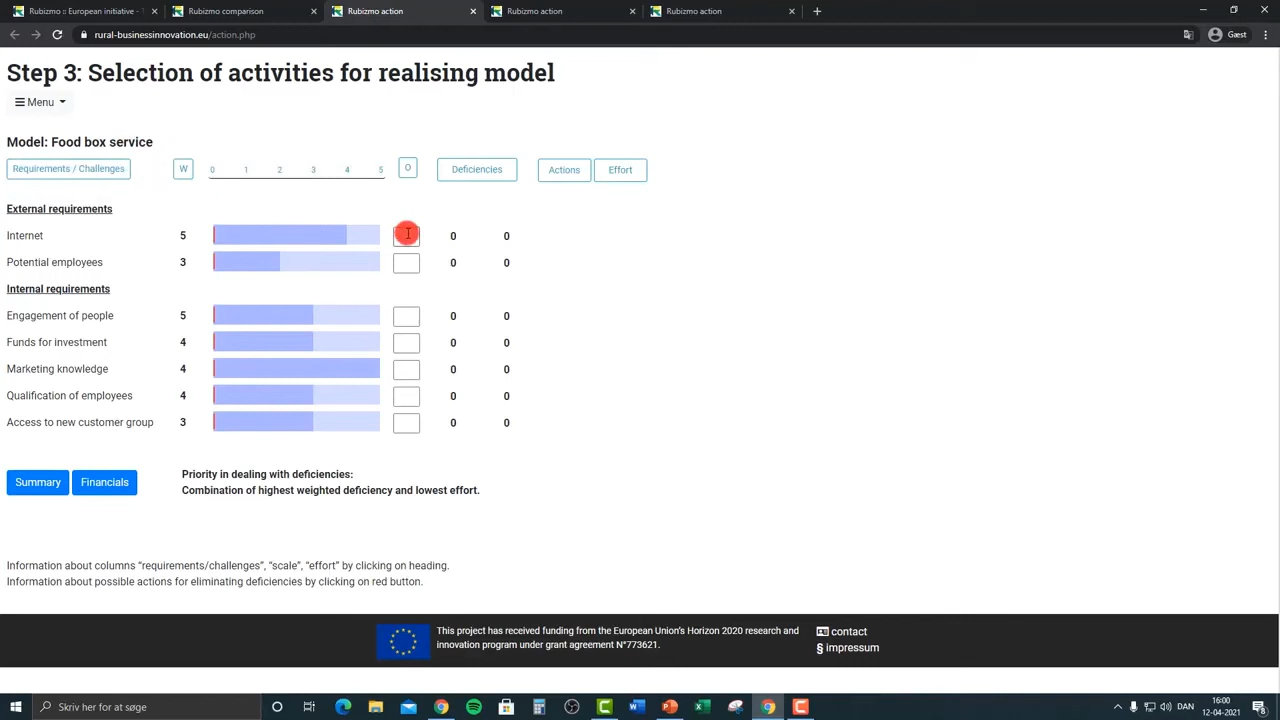 Rubizmo :: European initiative - T
Rubizmo comparison
Rubizmo action
Rubizmo action
Rubizmo action
rural-businessinnovation.eu/action.php
Gæst
Step 3: Selection of activities for realising model
Menu
Model: Food box service
Requirements / Challenges W 0 1 2 3 4 5 O Deficiencies Actions Effort
External requirements
Internet 5 0 0
Potential employees 3 0 0
Internal requirements
Engagement of people 5 0 0
Funds for investment 4 0 0
Marketing knowledge 4 0 0
Qualification of employees 4 0 0
Access to new customer group 3 0 0
Summary Financials
Priority in dealing with deficiencies:
Combination of highest weighted deficiency and lowest effort.
Information about columns “requirements/challenges”, “scale”, “effort” by clicking on heading.
Information about possible actions for eliminating deficiencies by clicking on red button.
This project has received funding from the European Union’s Horizon 2020 research and
innovation program under grant agreement N°773621.
contact
§ impressum
Skriv her for at søge
DAN
16:00
12-04-2021
8